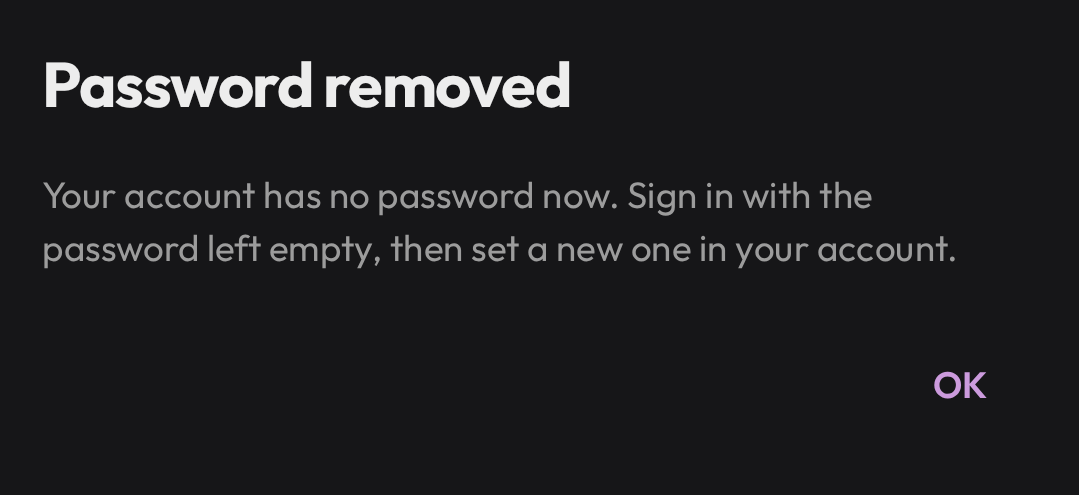 Password removed
Your account has no password now. Sign in with the
password left empty, then set a new one in your account.
OK